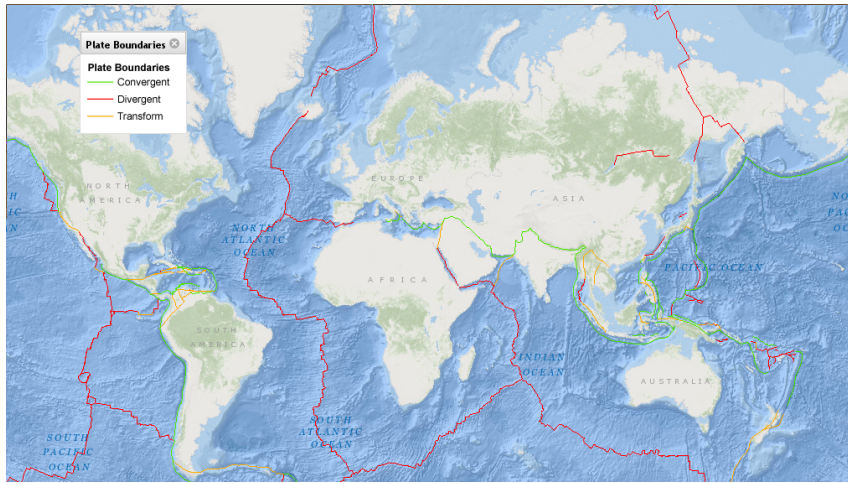 Plate Boundaries
Plate Boundaries
Convergent
Divergent
Transform
NORTH
AMERICA
EUROPE
ASIA
NORTH
ATLANTIC
OCEAN
AFRICA
PACIFIC OCEAN
SOUTH
AMERICA
INDIAN
OCEAN
AUSTRALIA
SOUTH
PACIFIC
OCEAN
SOUTH
ATLANTIC
OCEAN